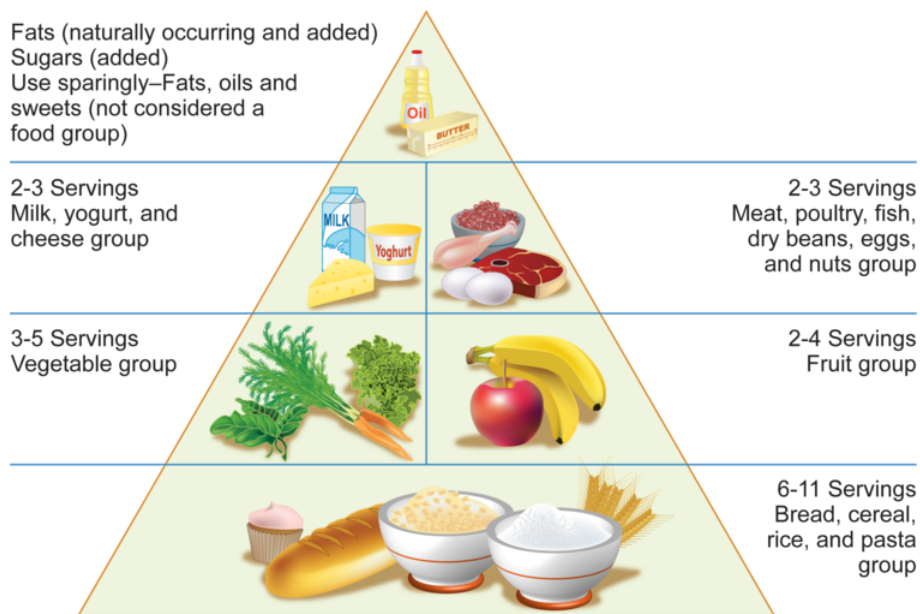 Fats (naturally occurring and added)
Sugars (added)
Use sparingly–Fats, oils and
sweets (not considered a
food group)
Oil
BUTTER
2-3 Servings
Milk, yogurt, and
cheese group
MILK
Yoghurt
2-3 Servings
Meat, poultry, fish,
dry beans, eggs,
and nuts group
3-5 Servings
Vegetable group
2-4 Servings
Fruit group
6-11 Servings
Bread, cereal,
rice, and pasta
group